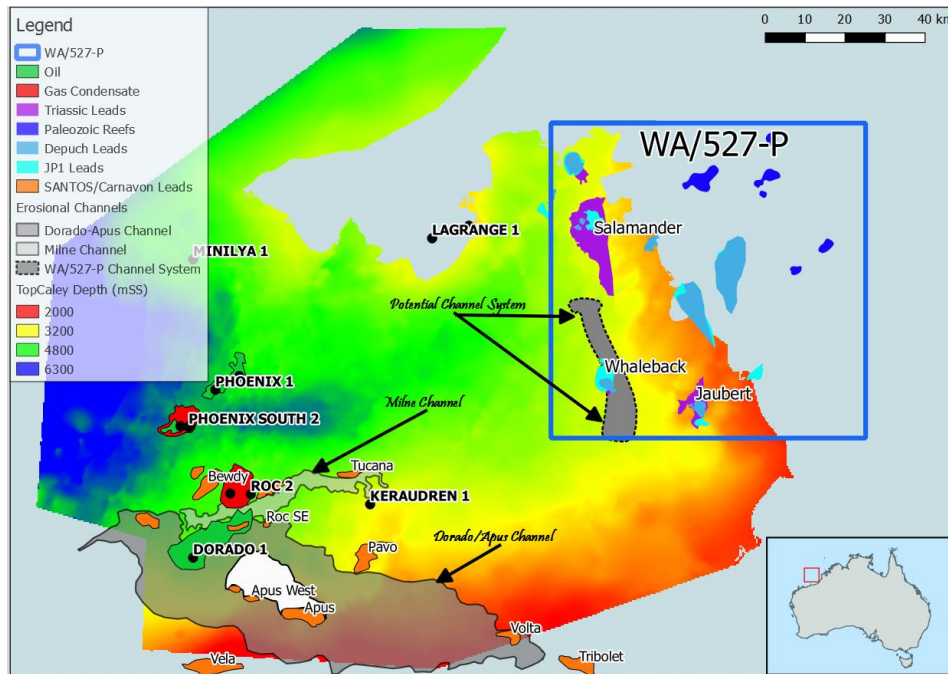 Legend
WA/527-P
Oil
Gas Condensate
Triassic Leads
Paleozoic Reefs
Depuch Leads
JP1 Leads
SANTOS/Carnavon Leads
Erosional Channels
Dorado-Apus Channel
Milne Channel
WA/527-P Channel System
TopCaley Depth (mSS)
2000
3200
4800
6300
0 10 20 30 40 km
WA/527-P
Salamander
LAGRANGE 1
MINILYA 1
Potential Channel System
Whaleback
PHOENIX 1
Jaubert
Milne Channel
PHOENIX SOUTH 2
Tucana
Bewdy
ROC 2
KERAUDREN 1
Roc SE
Dorado/Apus Channel
DORADO 1
Pavo
Apus West
Apus
Volta
Vela
Tribolet